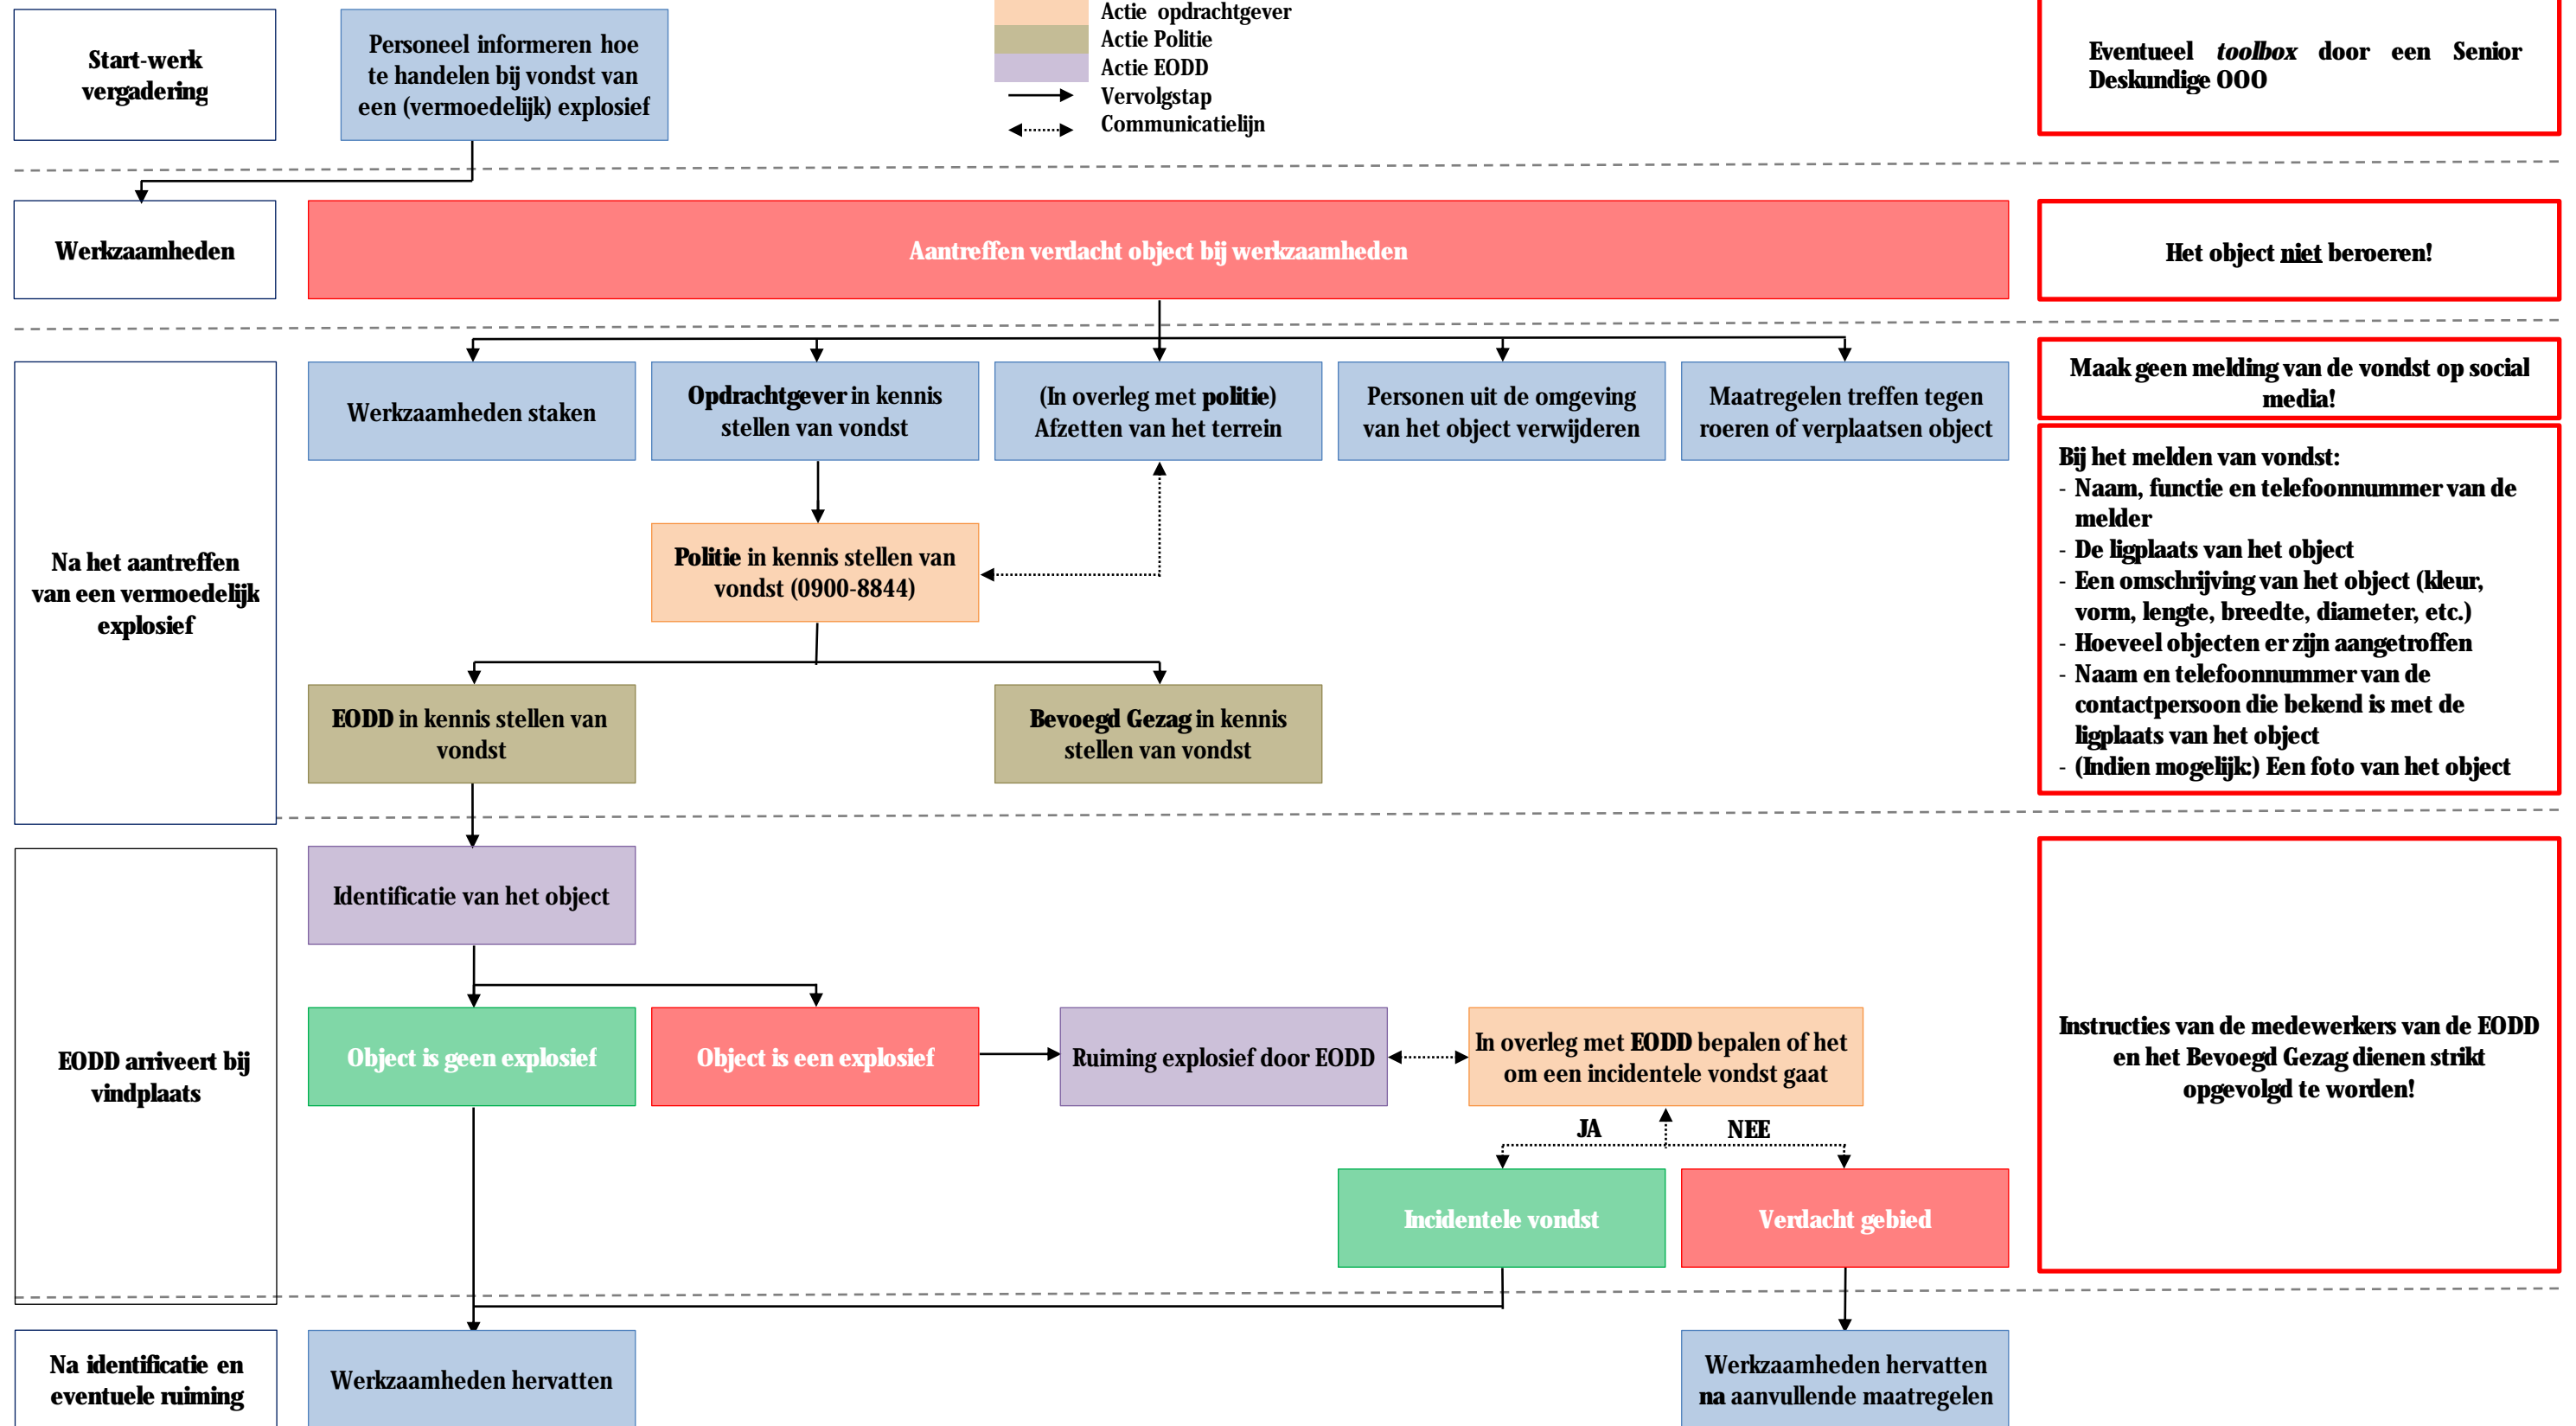 Start-werk
vergadering
Personeel informeren hoe
te handelen bij vondst van
een (vermoedelijk) explosief
Actie opdrachtgever
Actie Politie
Actie EODD
Vervolgstap
Communicatielijn
Eventueel toolbox door een Senior
Deskundige OOO
Werkzaamheden
Aantreffen verdacht object bij werkzaamheden
Het object niet beroeren!
Na het aantreffen
van een vermoedelijk
explosief
Werkzaamheden staken
Opdrachtgever in kennis
stellen van vondst
(In overleg met politie)
Afzetten van het terrein
Personen uit de omgeving
van het object verwijderen
Maatregelen treffen tegen
roeren of verplaatsen object
Maak geen melding van de vondst op social
media!
Politie in kennis stellen van
vondst (0900-8844)
EODD in kennis stellen van
vondst
Bevoegd Gezag in kennis
stellen van vondst
Bij het melden van vondst:
- Naam, functie en telefoonnummer van de
melder
- De ligplaats van het object
- Een omschrijving van het object (kleur,
vorm, lengte, breedte, diameter, etc.)
- Hoeveel objecten er zijn aangetroffen
- Naam en telefoonnummer van de
contactpersoon die bekend is met de
ligplaats van het object
- (Indien mogelijk:) Een foto van het object
EODD arriveert bij
vindplaats
Identificatie van het object
Object is geen explosief
Object is een explosief
Ruiming explosief door EODD
In overleg met EODD bepalen of het
om een incidentele vondst gaat
JA
NEE
Incidentele vondst
Verdacht gebied
Instructies van de medewerkers van de EODD
en het Bevoegd Gezag dienen strikt
opgevolgd te worden!
Na identificatie en
eventuele ruiming
Werkzaamheden hervatten
Werkzaamheden hervatten
na aanvullende maatregelen